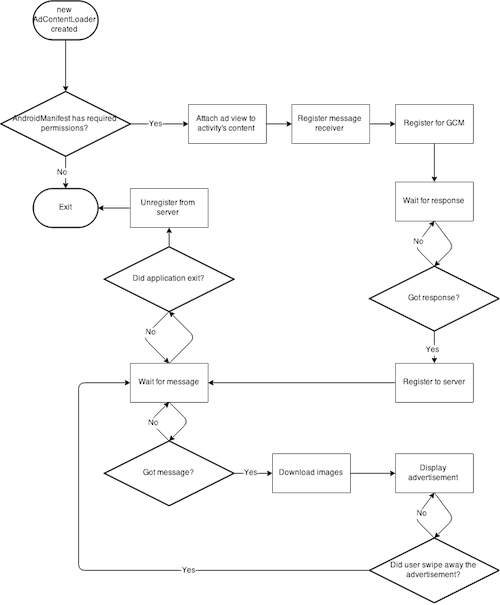 new
AdContentLoader
created
AndroidManifest has required
permissions?
Yes
Attach ad view to
activity's content
Register message
receiver
Register for GCM
No
Exit
Unregister from
server
Wait for response
No
Did application exit?
Got response?
No
Yes
Wait for message
Register to server
No
Got message?
Yes
Download images
Display
advertisement
No
Did user swipe away the
advertisement?
Yes